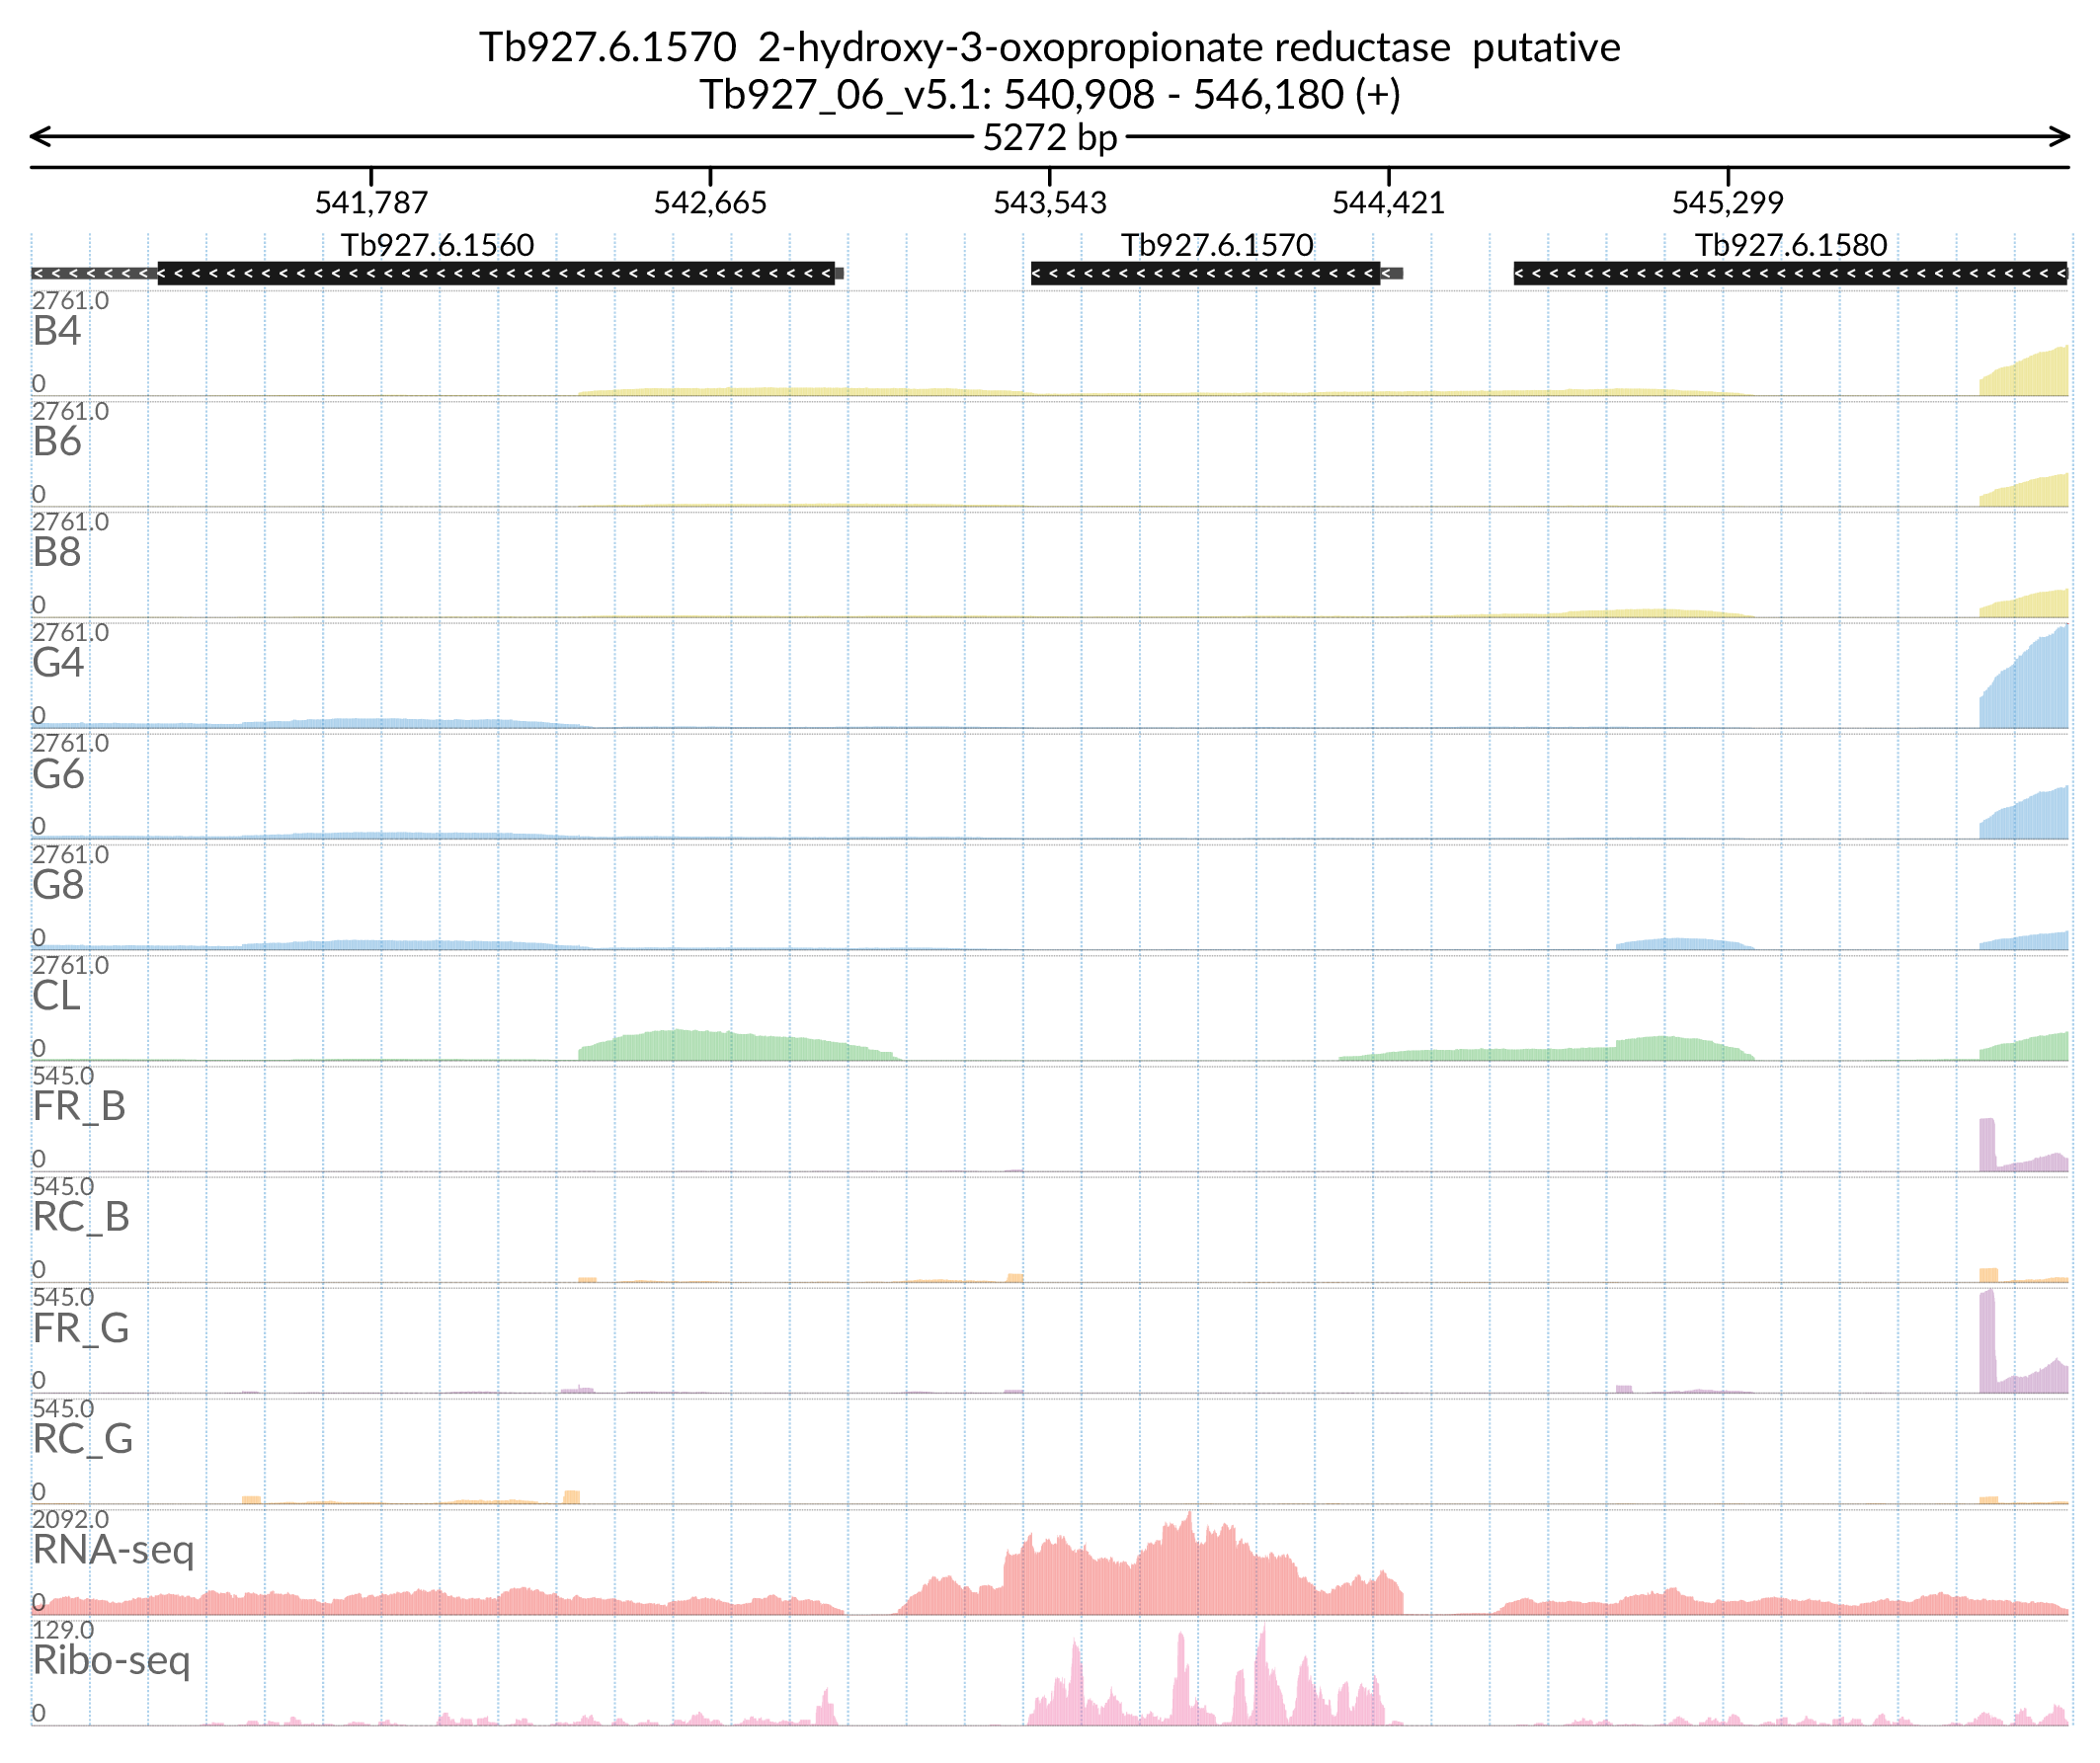 Tb927.6.1570 2-hydroxy-3-oxopropionate reductase putative
Tb927_06_v5.1: 540,908 - 546,180 (+)
5272 bp
541,787 542,665 543,543 544,421 545,299
Tb927.6.1560 Tb927.6.1570 Tb927.6.1580
2761.0
B4
0
2761.0
B6
0
2761.0
B8
0
2761.0
G4
0
2761.0
G6
0
2761.0
G8
0
2761.0
CL
0
545.0
FR_B
0
545.0
RC_B
0
545.0
FR_G
0
545.0
RC_G
0
2092.0
RNA-seq
0
129.0
Ribo-seq
0